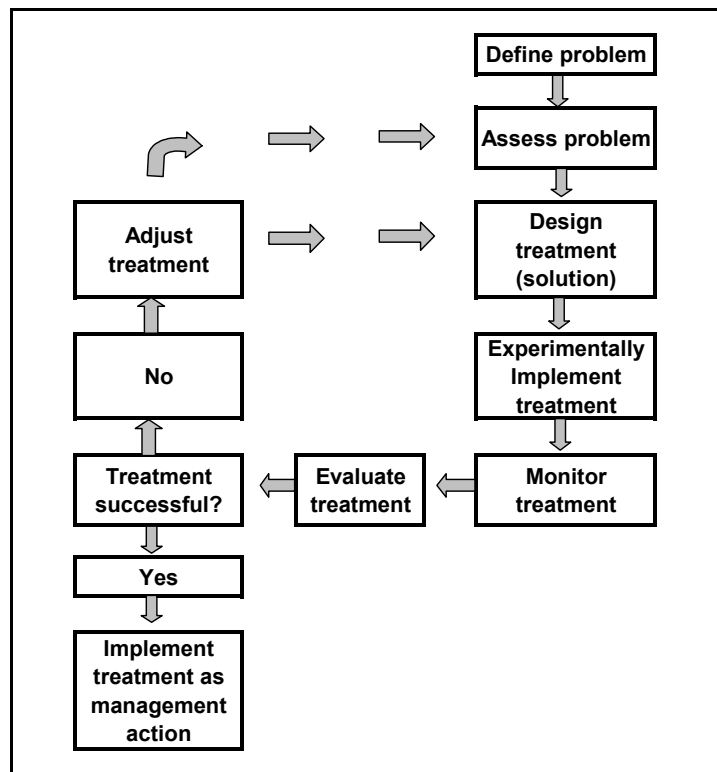 Define problem
Assess problem
Design
treatment
(solution)
Experimentally
Implement
treatment
Monitor
treatment
Evaluate
treatment
Treatment
successful?
No
Adjust
treatment
Yes
Implement
treatment as
management
action